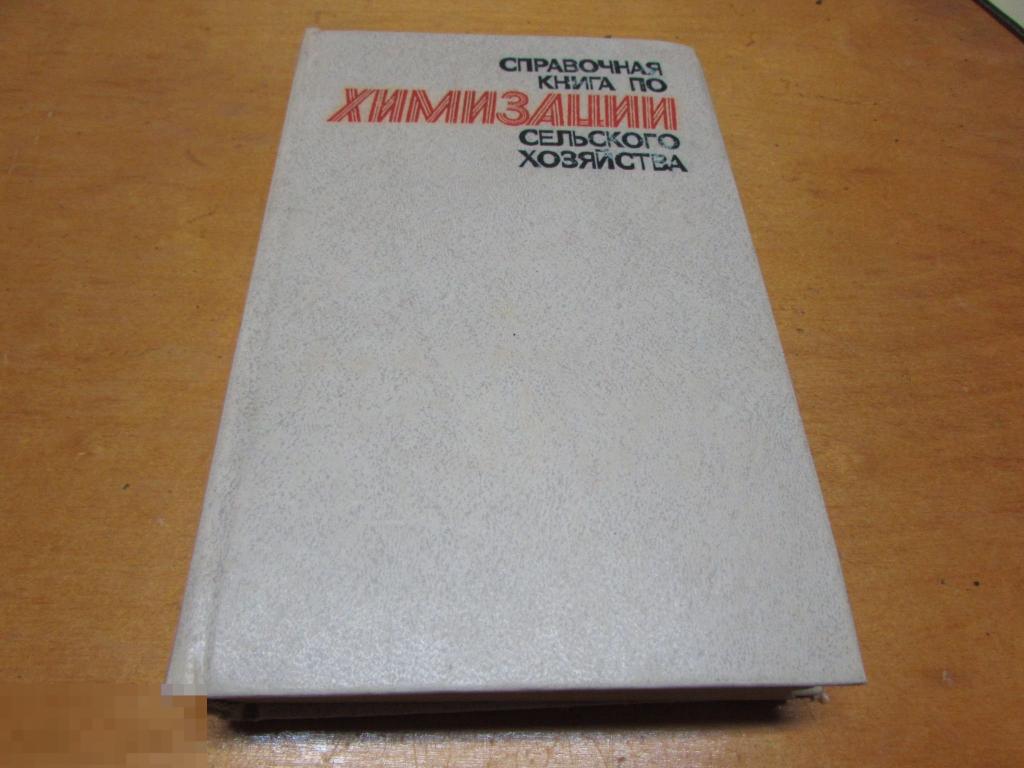 СПРАВОЧНАЯ
КНИГА ПО
ХИМИЗАЦИИ
СЕЛЬСКОГО
ХОЗЯЙСТВА